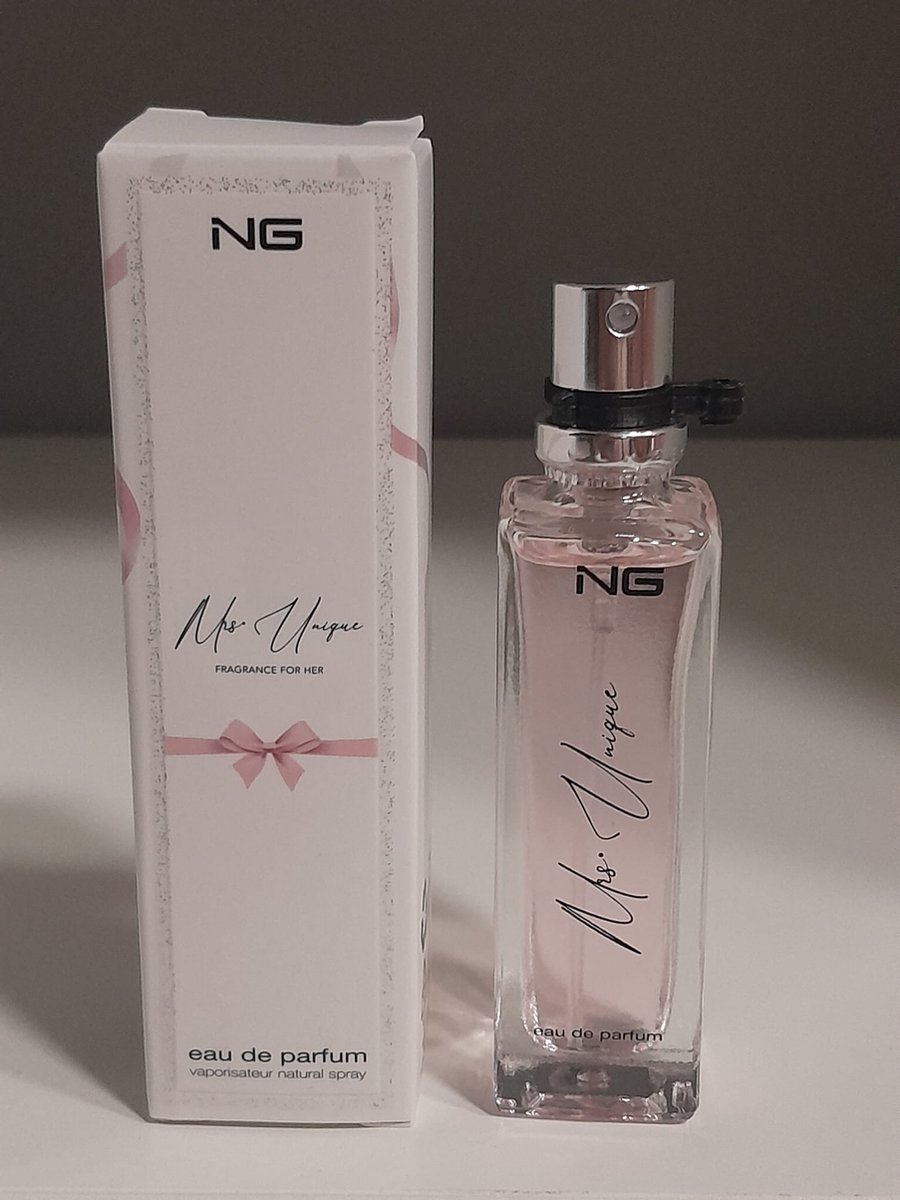 NG
Mrs. Unique
FRAGRANCE FOR HER
eau de parfum
vaporisateur natural spray
NG
Mrs. Unique
eau de parfum